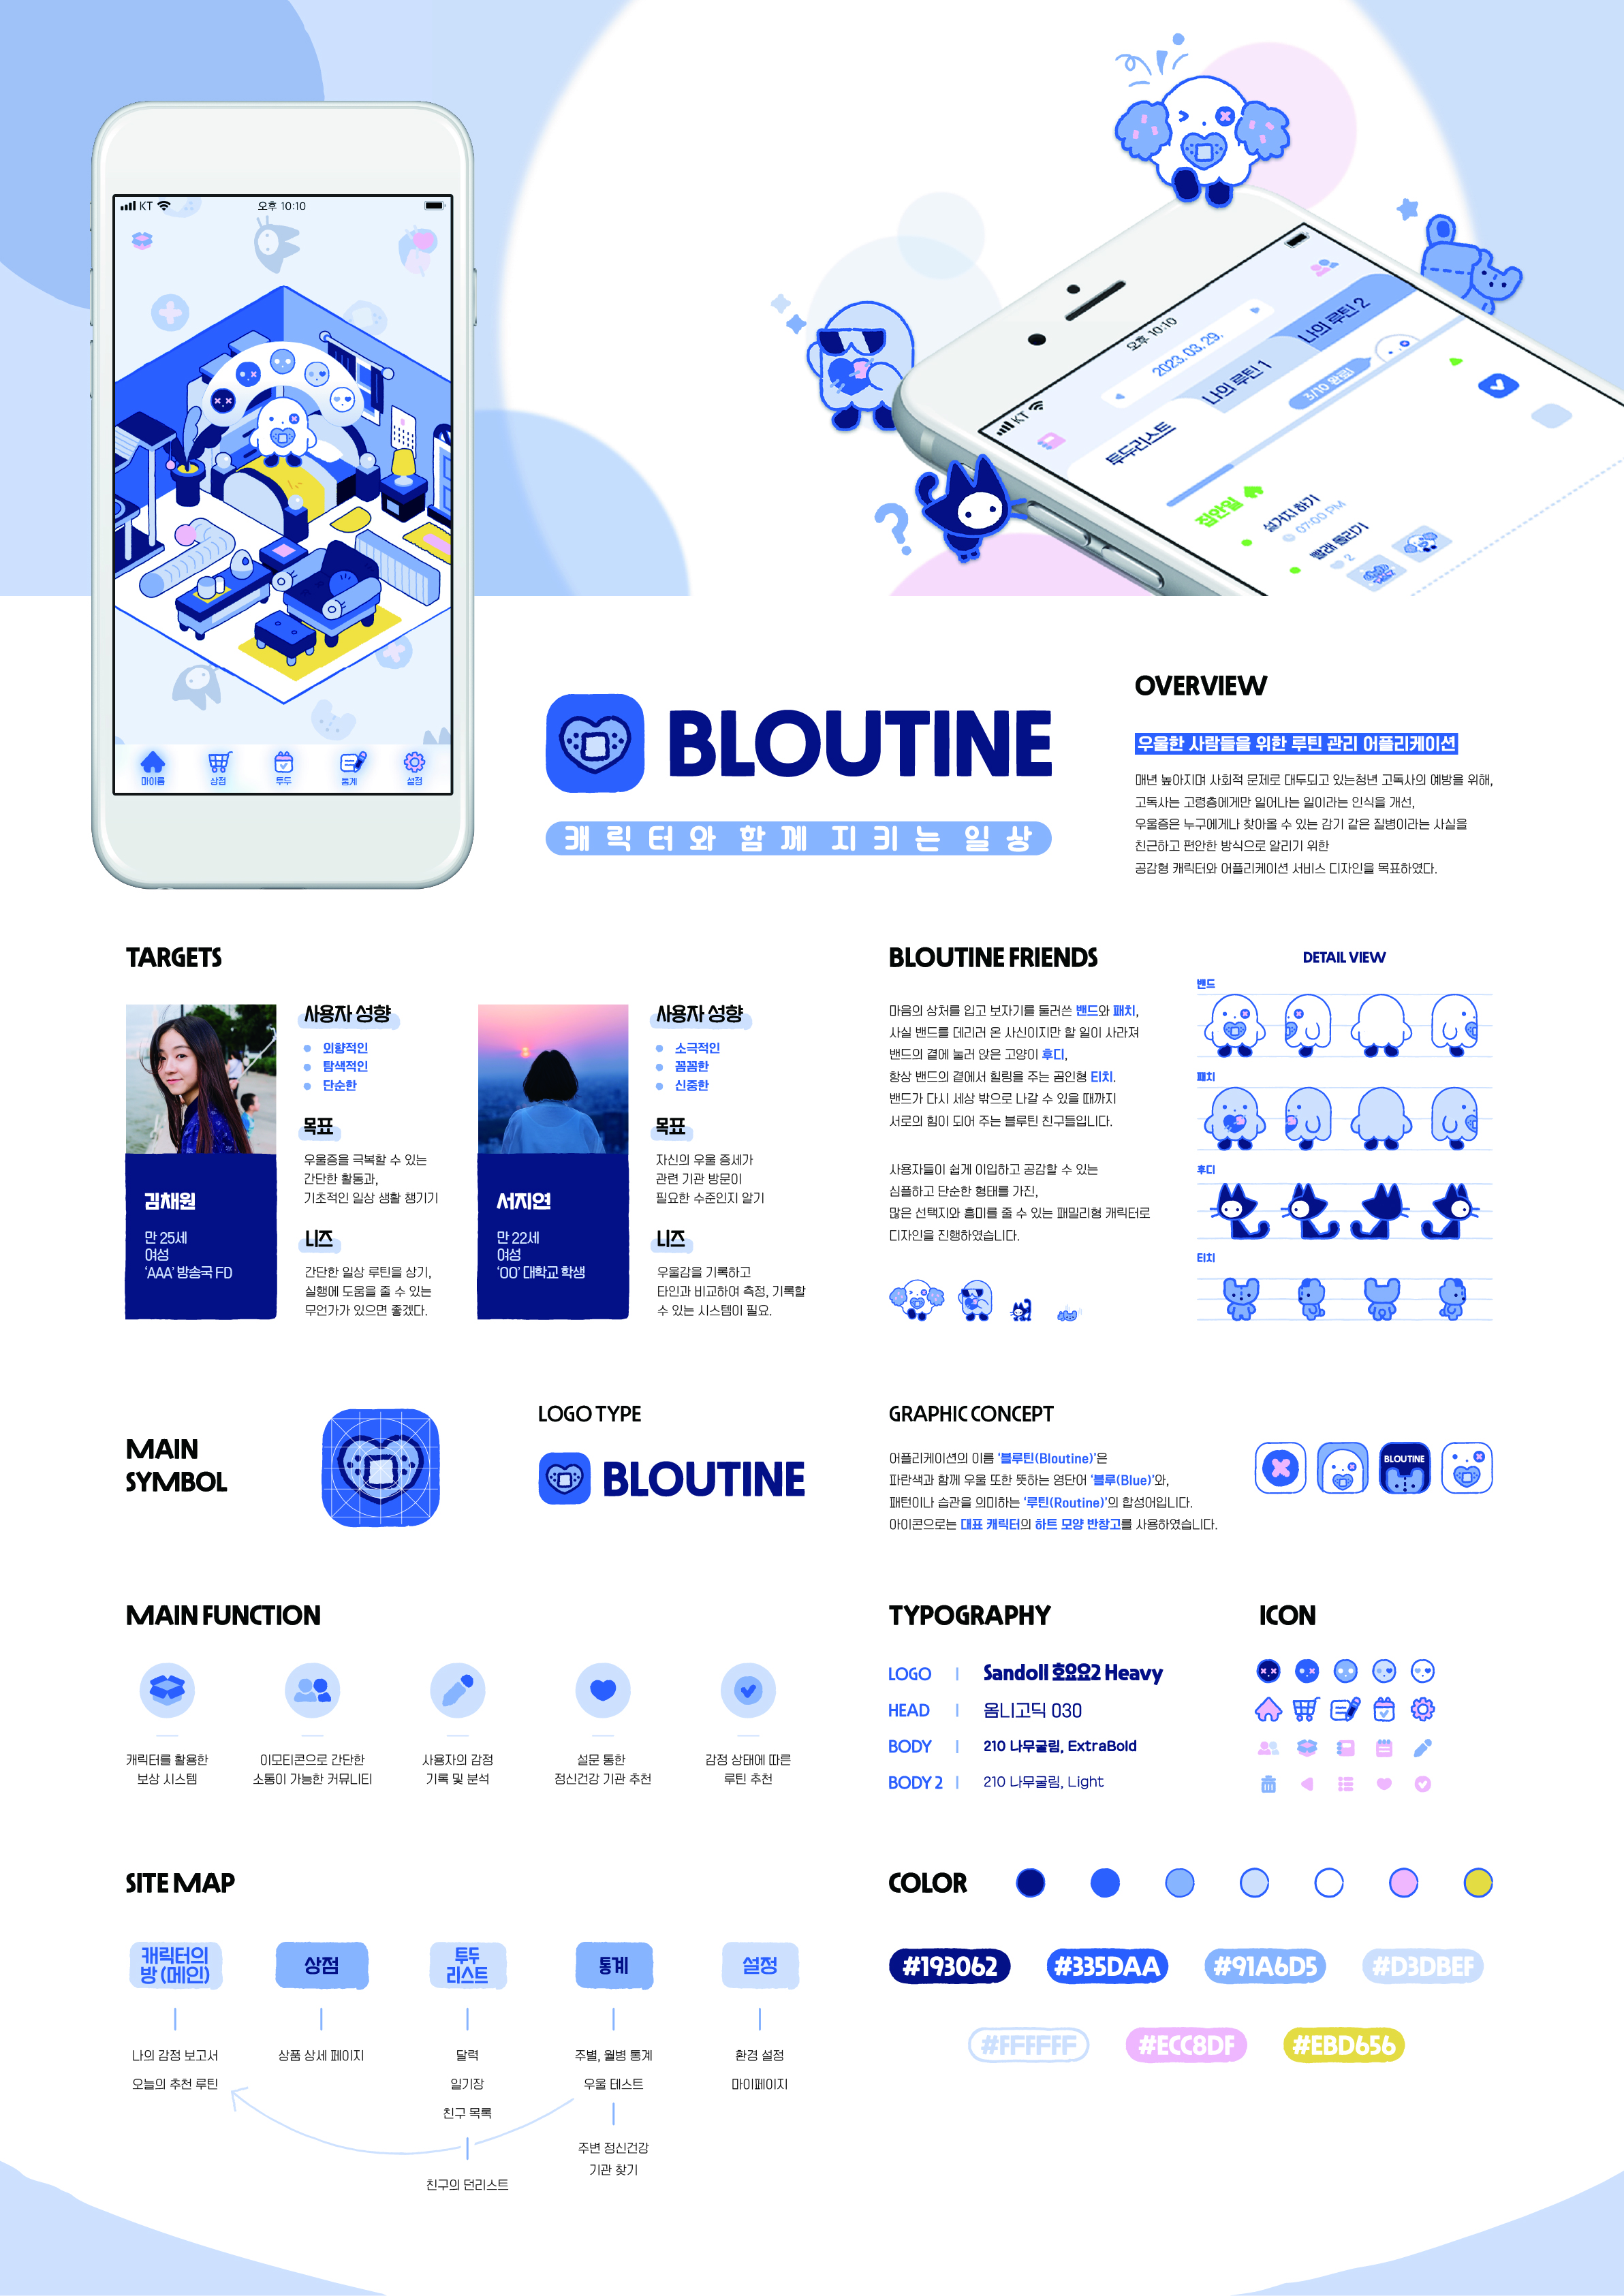 KT
오후 10:10
마이룸
상점
투두
통계
설정
KT
오후 10:10
2023. 03. 29.
투두리스트
나의 루틴 1
나의 루틴 2
3/10 완료!
집안일
설거지 하기
07:00 PM
빨래 돌리기
2
?
BLOUTINE
캐릭터와 함께 지키는 일상
OVERVIEW
우울한 사람들을 위한 루틴 관리 어플리케이션
매년 높아지며 사회적 문제로 대두되고 있는청년 고독사의 예방을 위해,
고독사는 고령층에게만 일어나는 일이라는 인식을 개선,
우울증은 누구에게나 찾아올 수 있는 감기 같은 질병이라는 사실을
친근하고 편안한 방식으로 알리기 위한
공감형 캐릭터와 어플리케이션 서비스 디자인을 목표하였다.
TARGETS
김채원
만 25세
여성
‘AAA’ 방송국 FD
사용자 성향
외향적인
탐색적인
단순한
목표
우울증을 극복할 수 있는
간단한 활동과,
기초적인 일상 생활 챙기기
니즈
간단한 일상 루틴을 상기,
실행에 도움을 줄 수 있는
무언가가 있으면 좋겠다.
서지연
만 22세
여성
‘OO’ 대학교 학생
사용자 성향
소극적인
꼼꼼한
신중한
목표
자신의 우울 증세가
관련 기관 방문이
필요한 수준인지 알기
니즈
우울감을 기록하고
타인과 비교하여 측정, 기록할
수 있는 시스템이 필요.
BLOUTINE FRIENDS
마음의 상처를 입고 보자기를 둘러쓴 밴드와 패치,
사실 밴드를 데리러 온 사신이지만 할 일이 사라져
밴드의 곁에 눌러 앉은 고양이 후디,
항상 밴드의 곁에서 힐링을 주는 곰인형 티치.
밴드가 다시 세상 밖으로 나갈 수 있을 때까지
서로의 힘이 되어 주는 블루틴 친구들입니다.
사용자들이 쉽게 이입하고 공감할 수 있는
심플하고 단순한 형태를 가진,
많은 선택지와 흥미를 줄 수 있는 패밀리형 캐릭터로
디자인을 진행하였습니다.
DETAIL VIEW
밴드
패치
후디
티치
MAIN
SYMBOL
LOGO TYPE
BLOUTINE
GRAPHIC CONCEPT
어플리케이션의 이름 ‘블루틴(Bloutine)’은
파란색과 함께 우울 또한 뜻하는 영단어 ‘블루(Blue)’와,
패턴이나 습관을 의미하는 ‘루틴(Routine)’의 합성어입니다.
아이콘으로는 대표 캐릭터의 하트 모양 반창고를 사용하였습니다.
BLOUTINE
MAIN FUNCTION
캐릭터를 활용한
보상 시스템
이모티콘으로 간단한
소통이 가능한 커뮤니티
사용자의 감정
기록 및 분석
설문 통한
정신건강 기관 추천
감정 상태에 따른
루틴 추천
TYPOGRAPHY
LOGO | Sandoll 호요요2 Heavy
HEAD | 옴니고딕 030
BODY | 210 나무굴림, ExtraBold
BODY 2 | 210 나무굴림, Light
ICON
SITE MAP
캐릭터의
방 (메인)
나의 감정 보고서
오늘의 추천 루틴
상점
상품 상세 페이지
투두
리스트
달력
일기장
친구 목록
친구의 던리스트
통계
주별, 월병 통계
우울 테스트
주변 정신건강
기관 찾기
설정
환경 설정
마이페이지
COLOR
#193062
#335DAA
#91A6D5
#D3DBEF
#FFFFFF
#ECC8DF
#EBD656